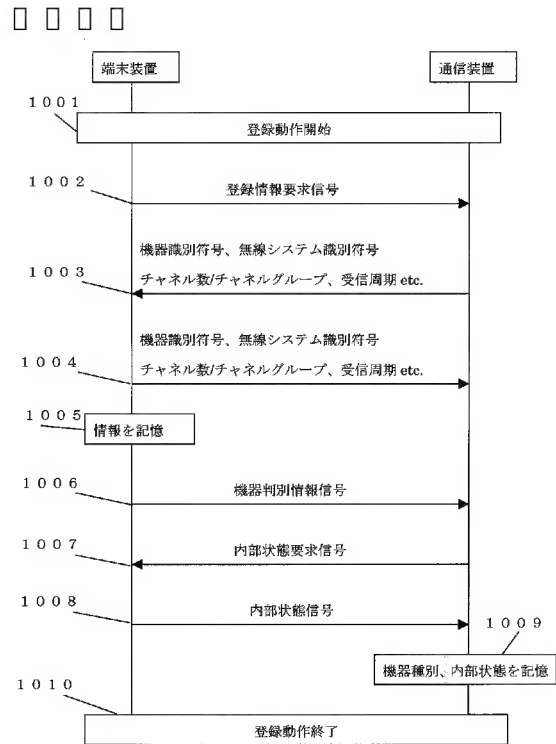 端末装置
通信装置
1001
登録動作開始
1002
登録情報要求信号
機器識別符号、無線システム識別符号
1003
チャネル数/チャネルグループ、受信周期 etc.
機器識別符号、無線システム識別符号
1004
チャネル数/チャネルグループ、受信周期 etc.
1005
情報を記憶
1006
機器判別情報信号
1007
内部状態要求信号
1008
内部状態信号
1009
機器種別、内部状態を記憶
1010
登録動作終了